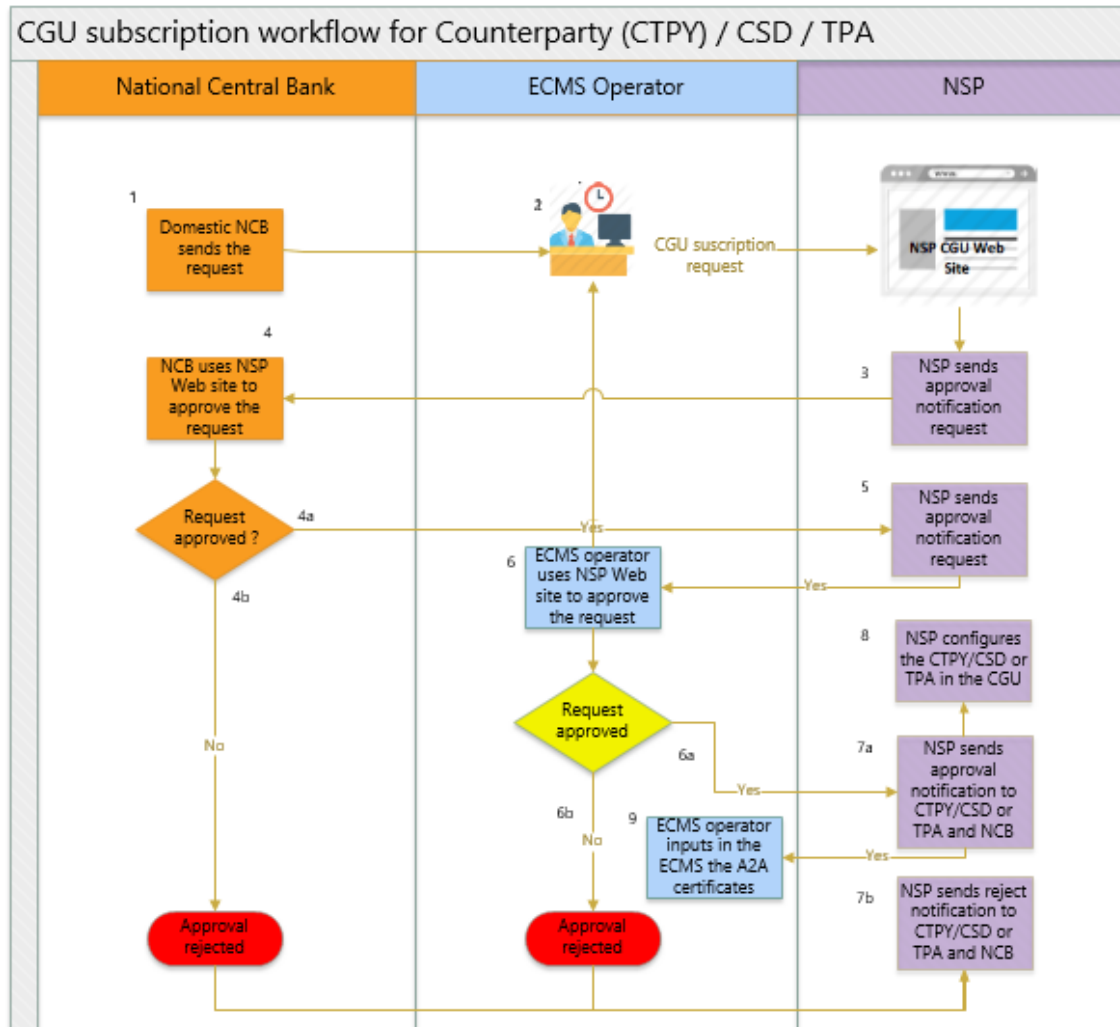 CGU subscription workflow for Counterparty (CTPY) / CSD / TPA
National Central Bank
ECMS Operator
NSP
1
Domestic NCB
sends the
request
2
CGU suscription
request
www.
NSP CGU Web
Site
4
NCB uses NSP
Web site to
approve the
request
3
NSP sends
approval
notification
request
Request
approved ?
4a
Yes
5
NSP sends
approval
notification
request
4b
6
ECMS operator
uses NSP Web
site to approve
the request
Yes
8
NSP configures
the CTPY/CSD or
TPA in the CGU
Request
approved
6a
Yes
7a
NSP sends
approval
notification to
CTPY/CSD or
TPA and NCB
No
6b
No
9
ECMS operator
inputs in the
ECMS the A2A
certificates
Yes
7b
NSP sends reject
notification to
CTPY/CSD or
TPA and NCB
Approval
rejected
Approval
rejected